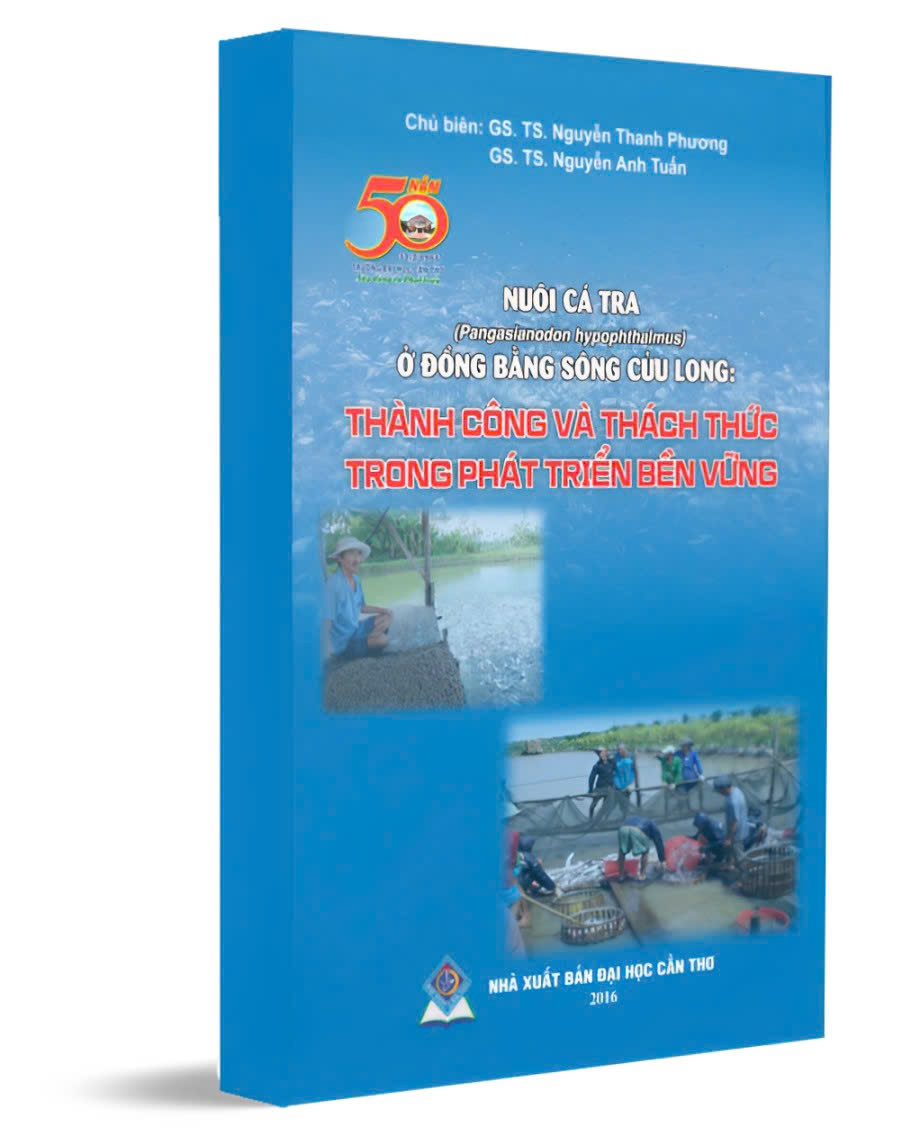 Chủ biên: GS. TS. Nguyễn Thanh Phương
GS. TS. Nguyễn Anh Tuấn
50 NĂM
NUÔI CÁ TRA
(Pangasianodon hypophthalmus)
Ở ĐỒNG BẰNG SÔNG CỬU LONG:
THÀNH CÔNG VÀ THÁCH THỨC
TRONG PHÁT TRIỂN BỀN VỮNG
NHÀ XUẤT BẢN ĐẠI HỌC CẦN THƠ
2016